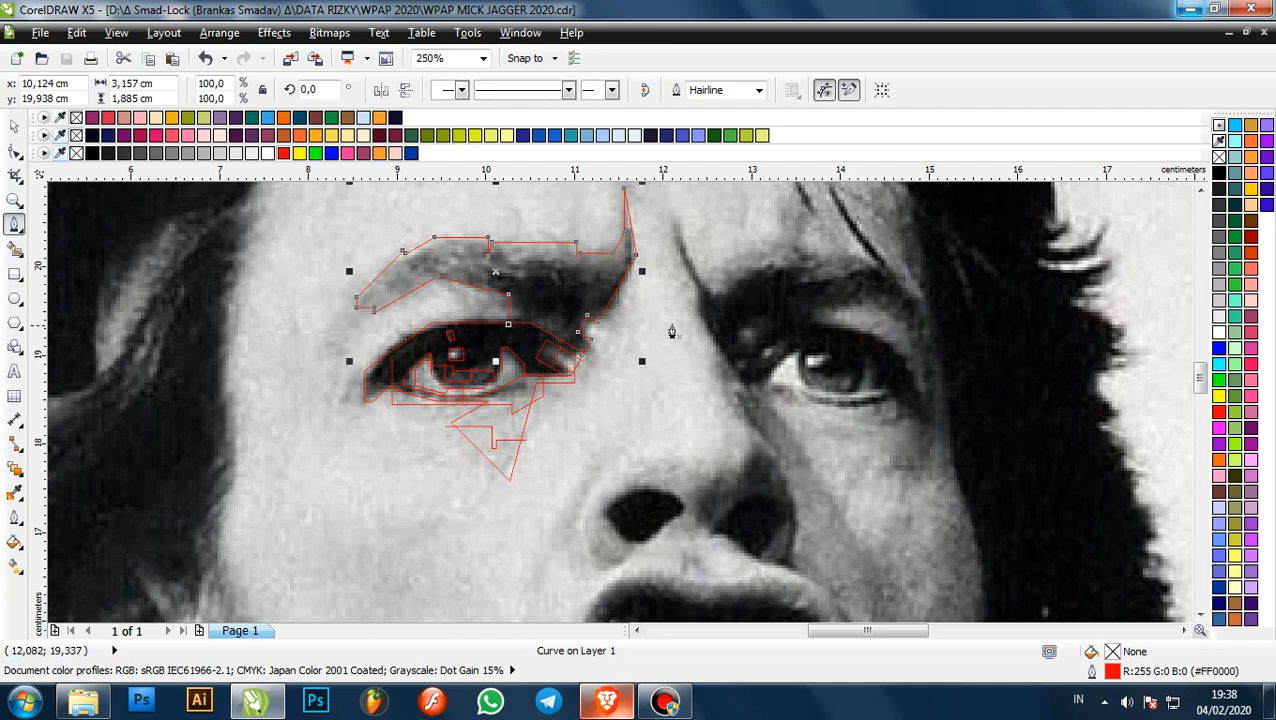 CorelDRAW X5 - [D:\Δ Smad-Lock (Brankas Smadav) Δ\DATA RIZKY\WPAP 2020\WPAP MICK JAGGER 2020.cdr]
File Edit View Layout Arrange Effects Bitmaps Text Table Tools Window Help
250% Snap to
x: 10,124 cm 3,157 cm 100,0 % 0,0 ° Hairline
y: 19,938 cm 1,885 cm 100,0 %
6 7 8 9 10 11 12 13 14 15 16 17 centimeters
20
19
18
17
centimeters
1 of 1 Page 1
( 12,082; 19,337 ) Curve on Layer 1 None
Document color profiles: RGB: sRGB IEC61966-2.1; CMYK: Japan Color 2001 Coated; Grayscale: Dot Gain 15% R:255 G:0 B:0 (#FF0000)
Ps Ai Ps IN 19:38
04/02/2020